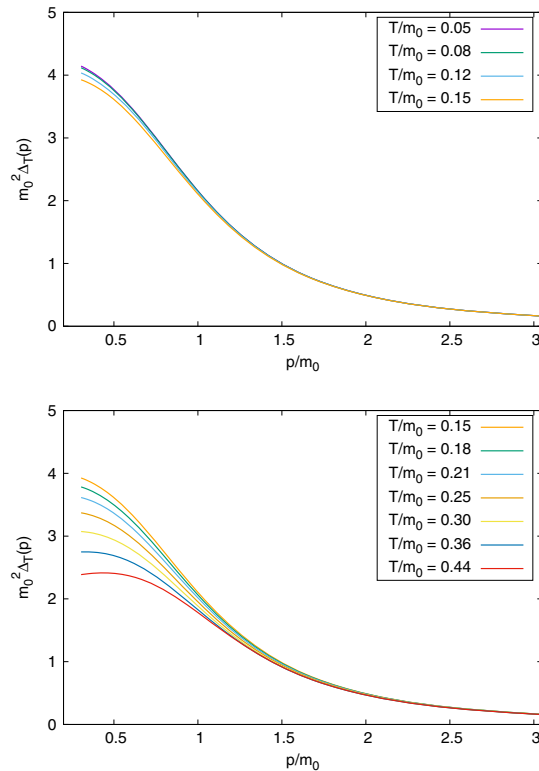 5
4
3
2
1
0
m₀²Δ_T(p)
T/m₀ = 0.05
T/m₀ = 0.08
T/m₀ = 0.12
T/m₀ = 0.15
0.5 1 1.5 2 2.5 3
p/m₀
5
4
3
2
1
0
m₀²Δ_T(p)
T/m₀ = 0.15
T/m₀ = 0.18
T/m₀ = 0.21
T/m₀ = 0.25
T/m₀ = 0.30
T/m₀ = 0.36
T/m₀ = 0.44
0.5 1 1.5 2 2.5 3
p/m₀